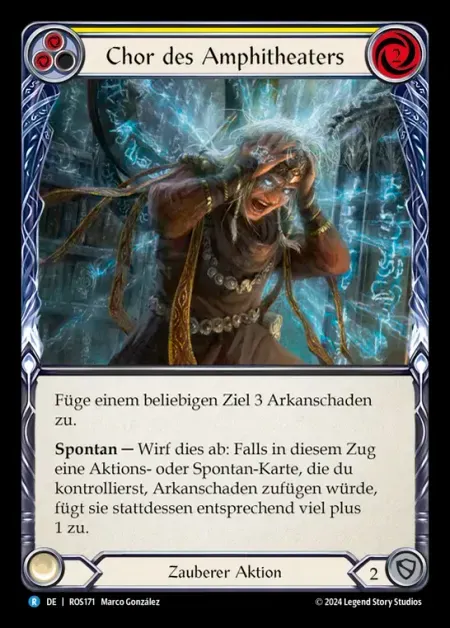 Chor des Amphitheaters
2
Füge einem beliebigen Ziel 3 Arkanschaden
zu.
Spontan — Wirf dies ab: Falls in diesem Zug
eine Aktions- oder Spontan-Karte, die du
kontrollierst, Arkanschaden zufügen würde,
fügt sie stattdessen entsprechend viel plus
1 zu.
Zauberer Aktion
2
R DE | ROS171 Marco González
© 2024 Legend Story Studios